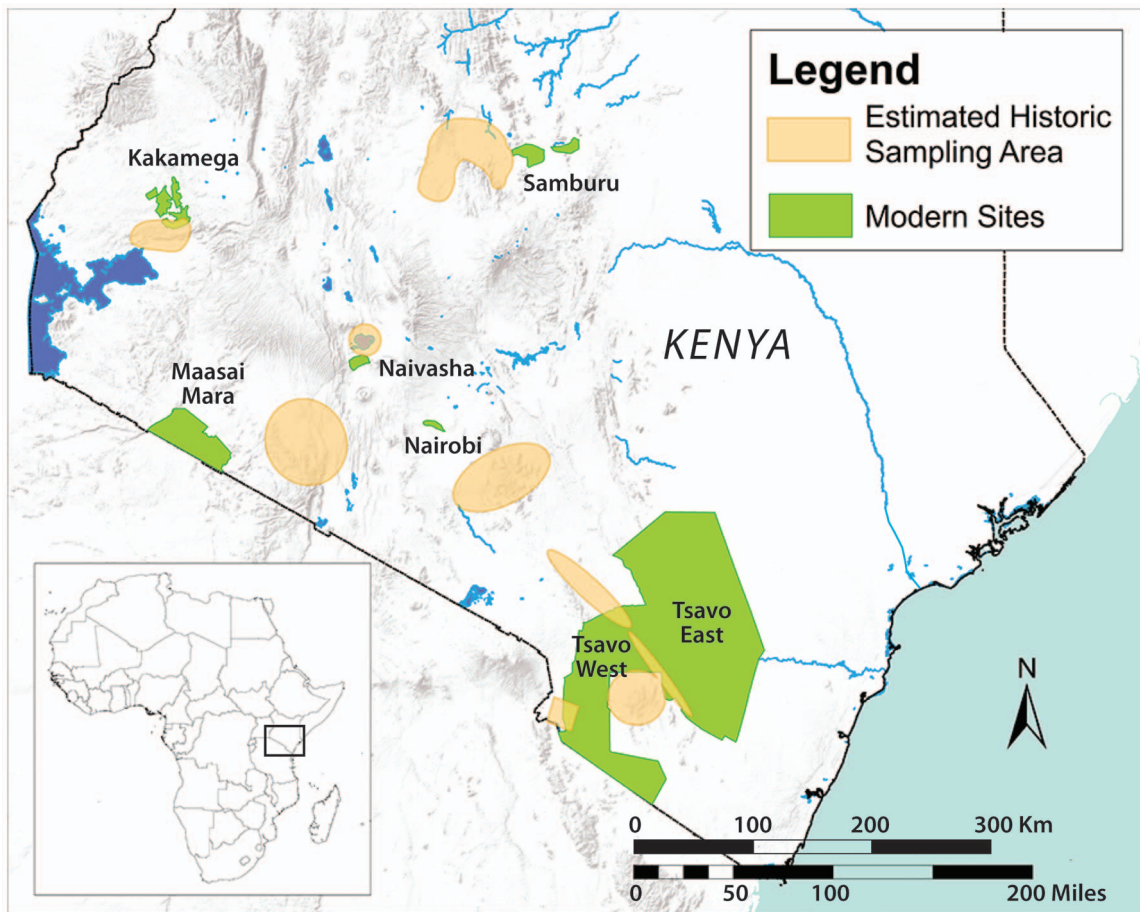 Legend
Estimated Historic
Sampling Area
Modern Sites
Kakamega
Samburu
KENYA
Naivasha
Maasai
Mara
Nairobi
Tsavo
East
Tsavo
West
N
0 100 200 300 Km
0 50 100 200 Miles